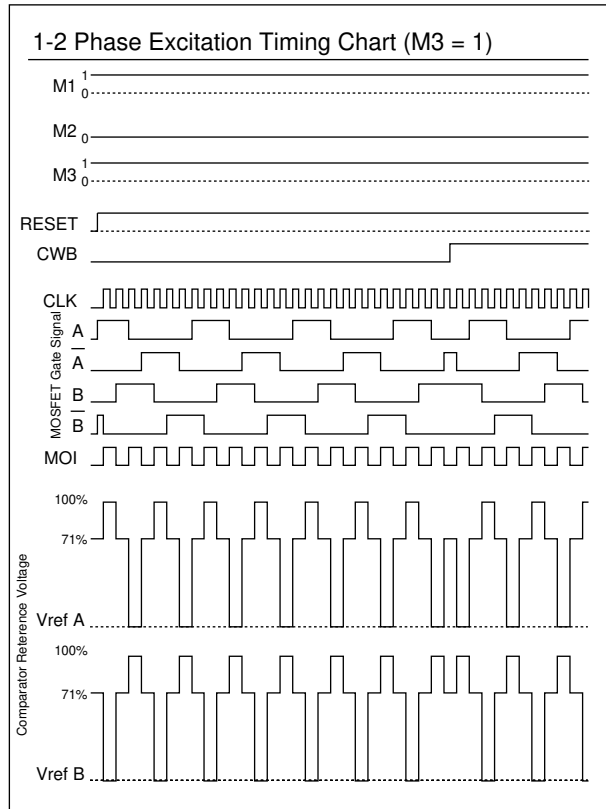 1-2 Phase Excitation Timing Chart (M3 = 1)
M1 1
0
M2 0
M3 1
0
RESET
CWB
CLK
MOSFET Gate Signal
A
A̅
B
B̅
MOI
Comparator Reterence Voltage
100%
71%
Vref A
100%
71%
Vref B